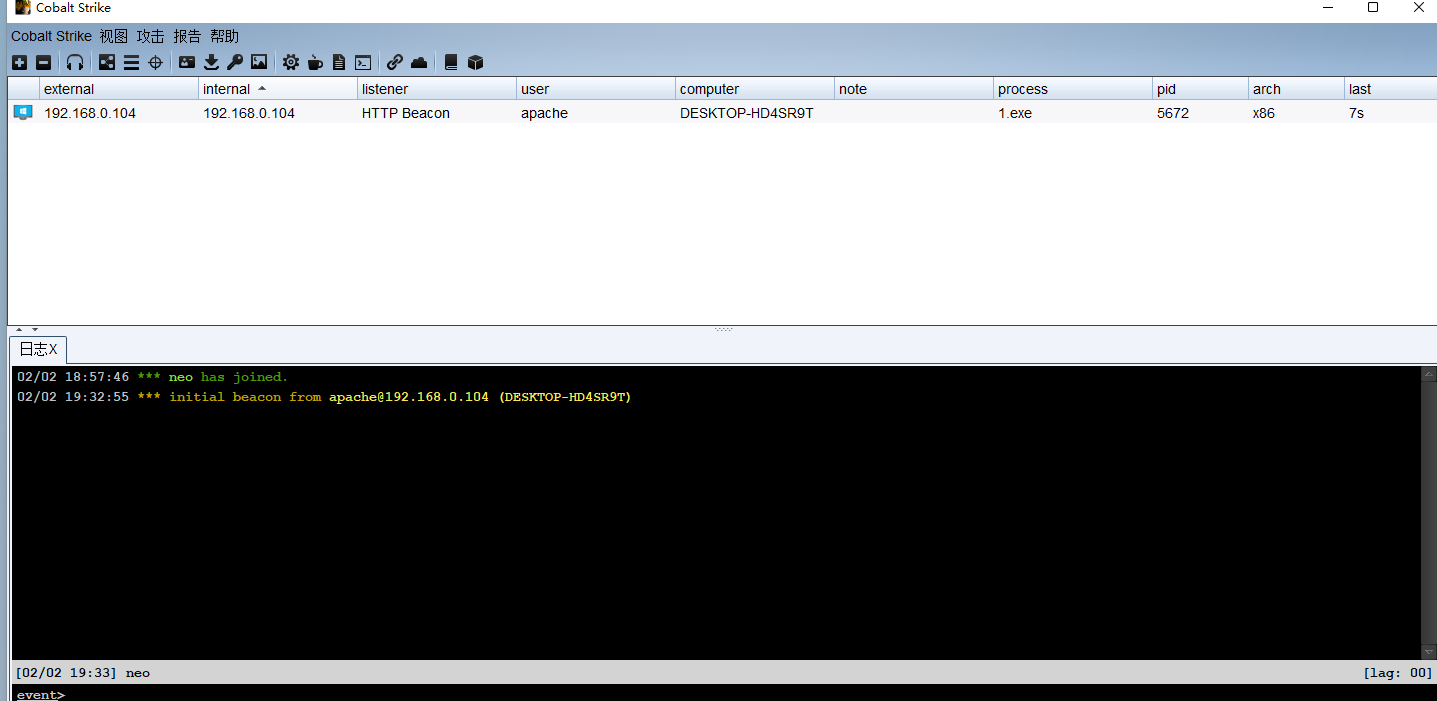 Cobalt Strike
Cobalt Strike 视图 攻击 报告 帮助
external internal listener user computer note process pid arch last
192.168.0.104 192.168.0.104 HTTP Beacon apache DESKTOP-HD4SR9T 1.exe 5672 x86 7s
日志X
02/02 18:57:46 *** neo has joined.
02/02 19:32:55 *** initial beacon from apache@192.168.0.104 (DESKTOP-HD4SR9T)
[02/02 19:33] neo [lag: 00]
event>